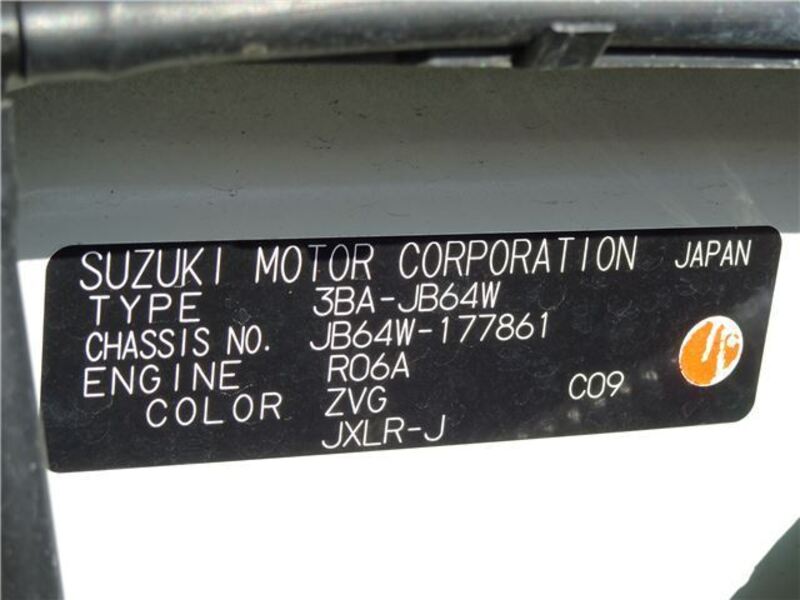 SUZUKI MOTOR CORPORATION JAPAN
TYPE 3BA-JB64W
CHASSIS NO. JB64W-177861
ENGINE R06A
COLOR ZVG C09
JXLR-J